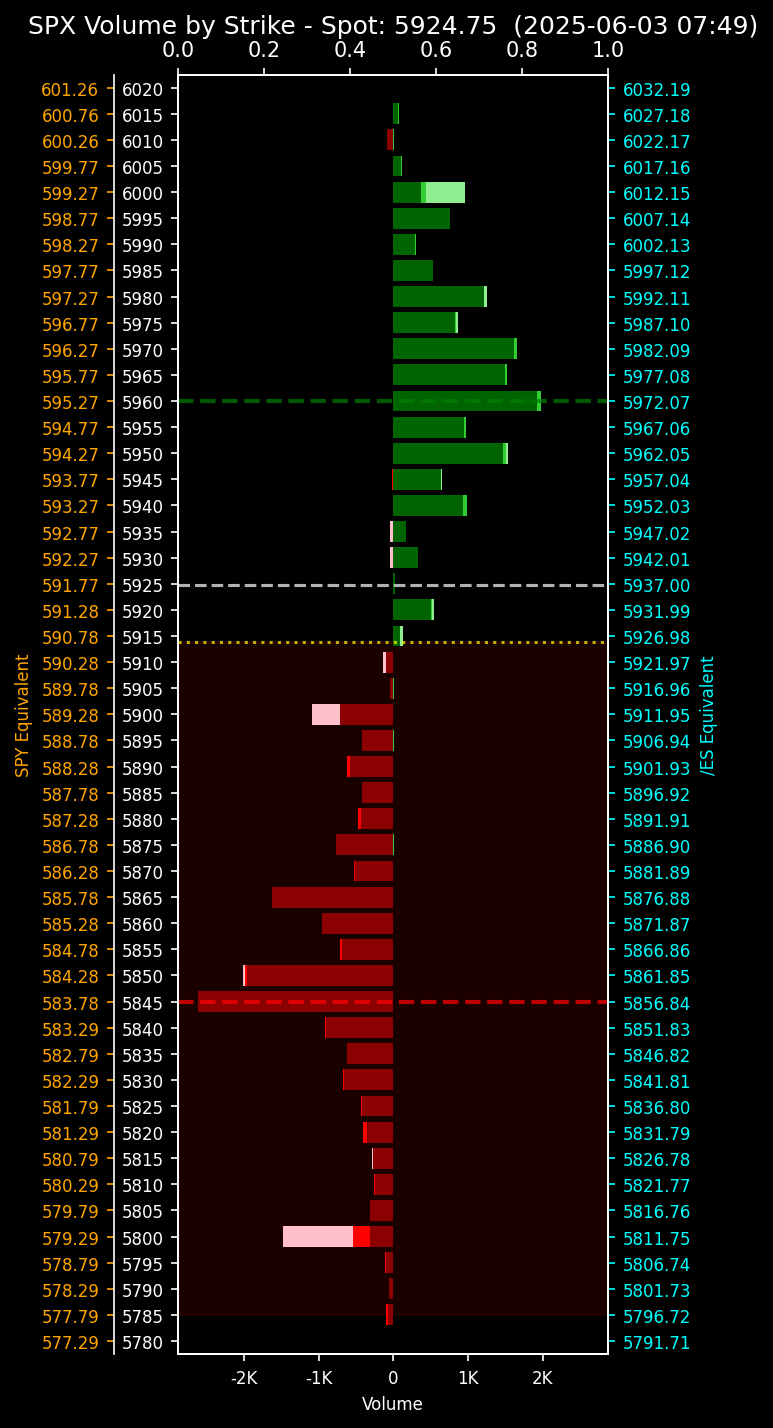 SPX Volume by Strike - Spot: 5924.75  (2025-06-03 07:49)
0.0 0.2 0.4 0.6 0.8 1.0
601.26 6020 6032.19
600.76 6015 6027.18
600.26 6010 6022.17
599.77 6005 6017.16
599.27 6000 6012.15
598.77 5995 6007.14
598.27 5990 6002.13
597.77 5985 5997.12
597.27 5980 5992.11
596.77 5975 5987.10
596.27 5970 5982.09
595.77 5965 5977.08
595.27 5960 5972.07
594.77 5955 5967.06
594.27 5950 5962.05
593.77 5945 5957.04
593.27 5940 5952.03
592.77 5935 5947.02
592.27 5930 5942.01
591.77 5925 5937.00
591.28 5920 5931.99
590.78 5915 5926.98
590.28 5910 5921.97
589.78 5905 5916.96
589.28 5900 5911.95
588.78 5895 5906.94
588.28 5890 5901.93
587.78 5885 5896.92
587.28 5880 5891.91
586.78 5875 5886.90
586.28 5870 5881.89
585.78 5865 5876.88
585.28 5860 5871.87
584.78 5855 5866.86
584.28 5850 5861.85
583.78 5845 5856.84
583.29 5840 5851.83
582.79 5835 5846.82
582.29 5830 5841.81
581.79 5825 5836.80
581.29 5820 5831.79
580.79 5815 5826.78
580.29 5810 5821.77
579.79 5805 5816.76
579.29 5800 5811.75
578.79 5795 5806.74
578.29 5790 5801.73
577.79 5785 5796.72
577.29 5780 5791.71
SPY Equivalent
/ES Equivalent
-2K -1K 0 1K 2K
Volume